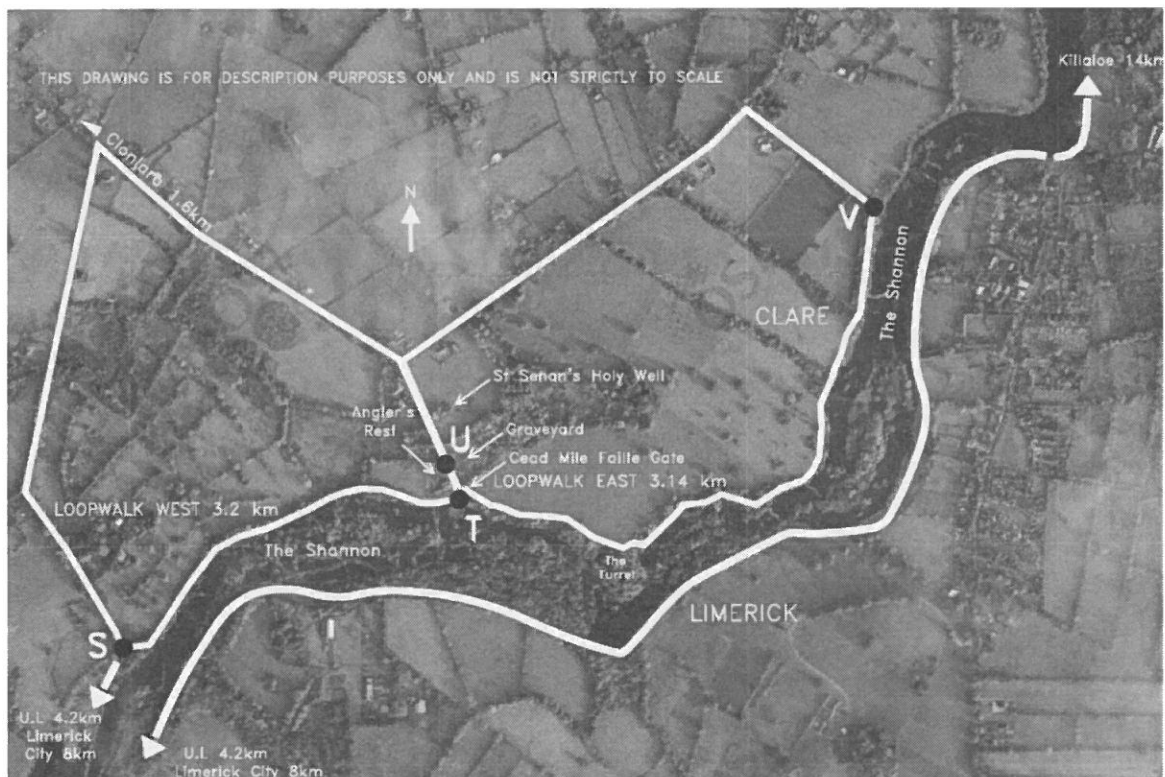 THIS DRAWING IS FOR DESCRIPTION PURPOSES ONLY AND IS NOT STRICTLY TO SCALE
Killaloe 14km
Clonlara 1.6km
N
V
The Shannon
CLARE
St Senan's Holy Well
Angler's
Rest
U
Graveyard
Cead Mile Failte Gate
LOOPWALK EAST 3.14 km
LOOPWALK WEST 3.2 km
T
The Shannon
The
Turret
LIMERICK
S
U.L 4.2km
Limerick
City 8km
U.L 4.2km
Limerick City 8km